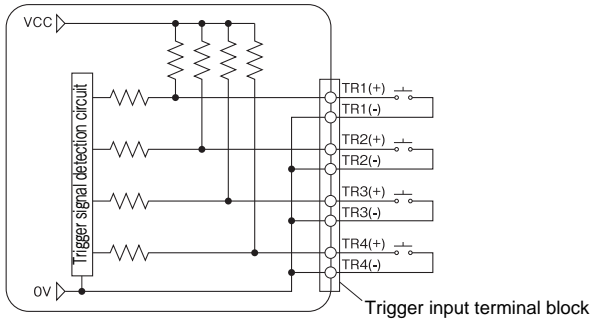 VCC
Trigger signal detection circuit
TR1(+)
TR1(-)
TR2(+)
TR2(-)
TR3(+)
TR3(-)
TR4(+)
TR4(-)
0V
Trigger input terminal block